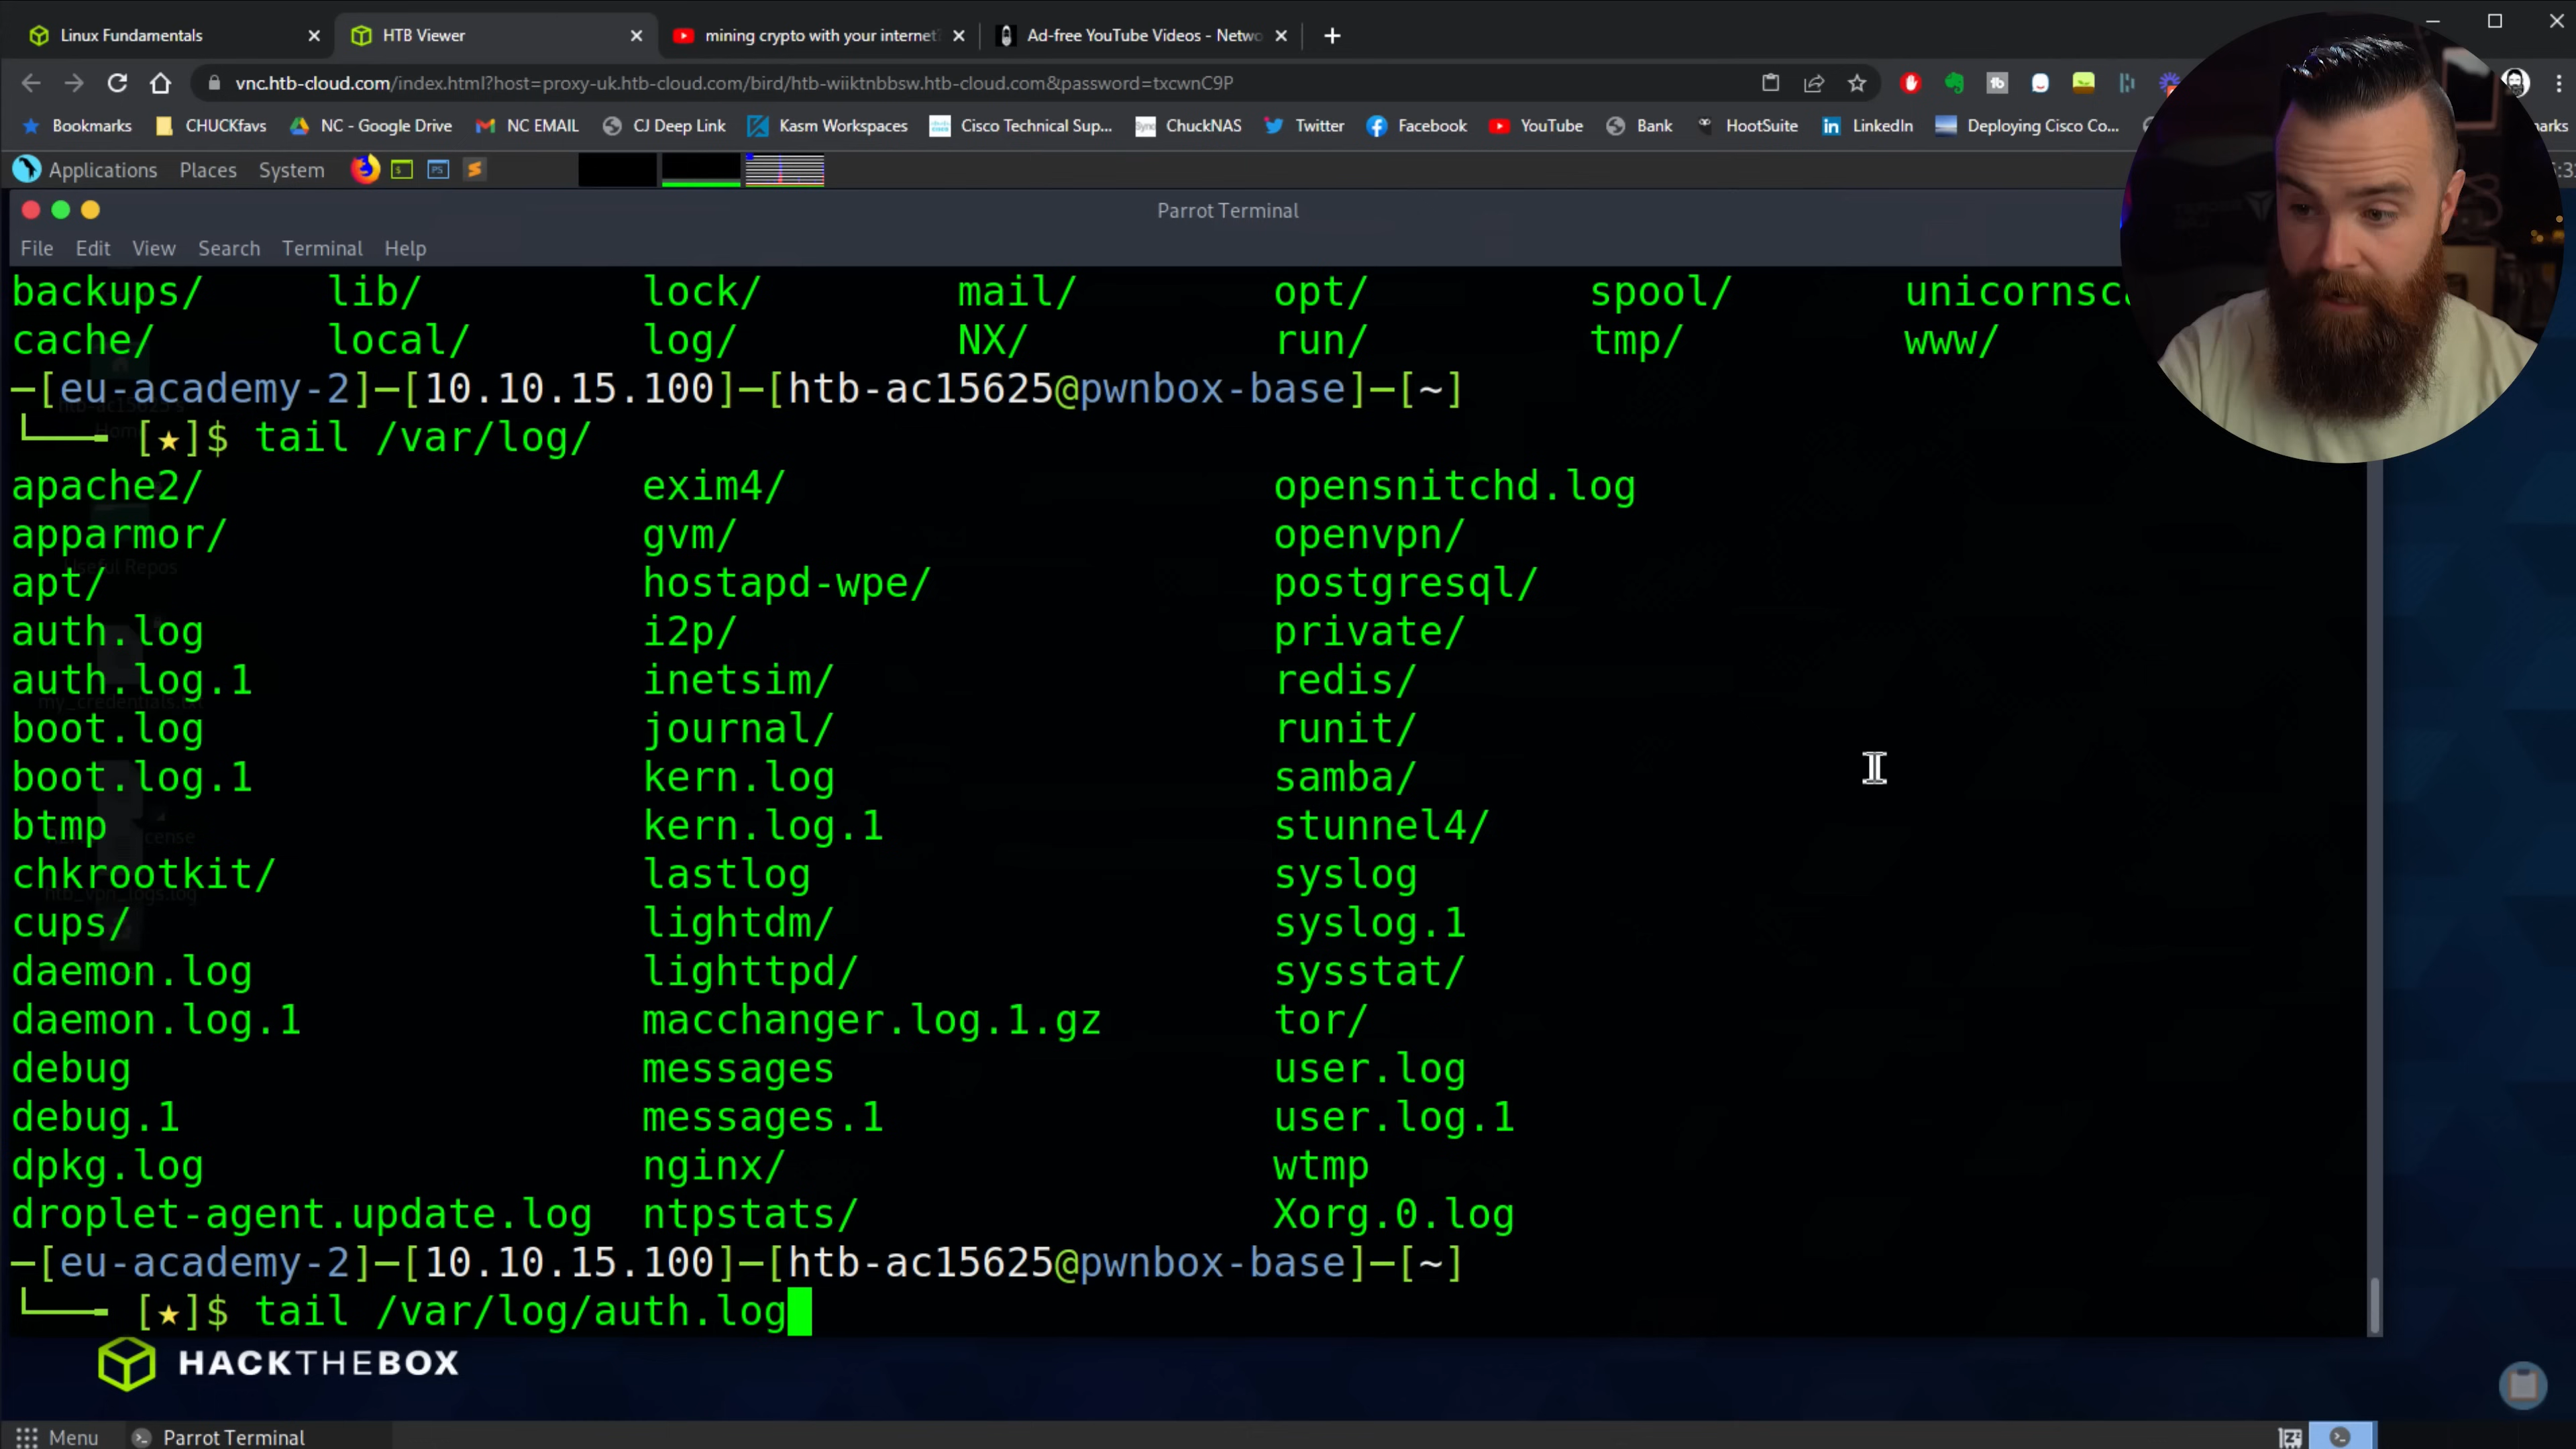 Linux Fundamentals
HTB Viewer
mining crypto with your internet
Ad-free YouTube Videos - Netwo
vnc.htb-cloud.com/index.html?host=proxy-uk.htb-cloud.com/bird/htb-wiiktnbbsw.htb-cloud.com&password=txcwnC9P
Bookmarks CHUCKfavs NC - Google Drive NC EMAIL CJ Deep Link Kasm Workspaces Cisco Technical Sup... ChuckNAS Twitter Facebook YouTube Bank HootSuite LinkedIn Deploying Cisco Co...
Applications Places System
Parrot Terminal
File Edit View Search Terminal Help
backups/ lib/ lock/ mail/ opt/ spool/ unicornsc
cache/ local/ log/ NX/ run/ tmp/ www/
─[eu-academy-2]─[10.10.15.100]─[htb-ac15625@pwnbox-base]─[~]
└──╼ [★]$ tail /var/log/
apache2/ exim4/ opensnitchd.log
apparmor/ gvm/ openvpn/
apt/ hostapd-wpe/ postgresql/
auth.log i2p/ private/
auth.log.1 inetsim/ redis/
boot.log journal/ runit/
boot.log.1 kern.log samba/
btmp kern.log.1 stunnel4/
chkrootkit/ lastlog syslog
cups/ lightdm/ syslog.1
daemon.log lighttpd/ sysstat/
daemon.log.1 macchanger.log.1.gz tor/
debug messages user.log
debug.1 messages.1 user.log.1
dpkg.log nginx/ wtmp
droplet-agent.update.log ntpstats/ Xorg.0.log
─[eu-academy-2]─[10.10.15.100]─[htb-ac15625@pwnbox-base]─[~]
└──╼ [★]$ tail /var/log/auth.log
HACKTHEBOX
Menu Parrot Terminal